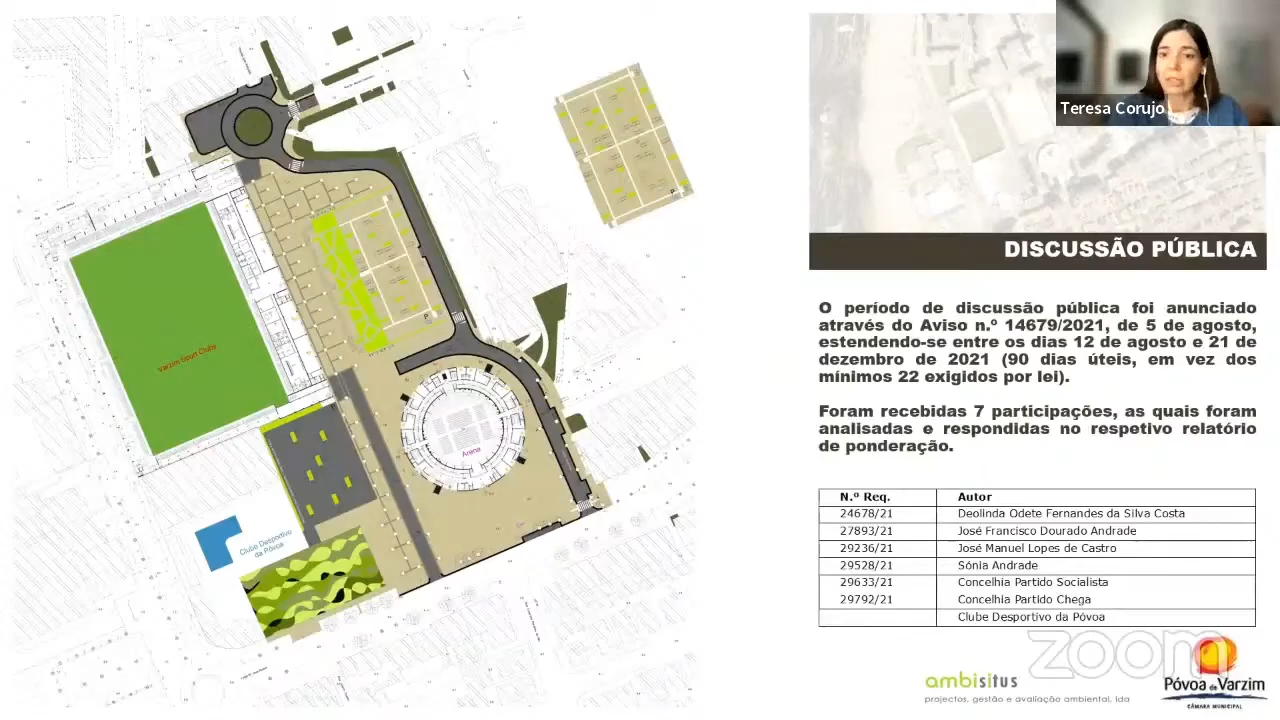 Teresa Corujo
DISCUSSÃO PÚBLICA
O período de discussão pública foi anunciado
através do Aviso n.º 14679/2021, de 5 de agosto,
estendendo-se entre os dias 12 de agosto e 21 de
dezembro de 2021 (90 dias úteis, em vez dos
mínimos 22 exigidos por lei).
Foram recebidas 7 participações, as quais foram
analisadas e respondidas no respetivo relatório
de ponderação.
N.º Req. Autor
24678/21 Deolinda Odete Fernandes da Silva Costa
27893/21 José Francisco Dourado Andrade
29236/21 José Manuel Lopes de Castro
29528/21 Sónia Andrade
29633/21 Concelhia Partido Socialista
29792/21 Concelhia Partido Chega
Clube Desportivo da Póvoa
Varzim Sport Clube
Arena
P
P
Clube Desportivo
da Póvoa
zoom
ambisitus
projectos, gestão e avaliação ambiental, lda
Póvoa de Varzim
CÂMARA MUNICIPAL